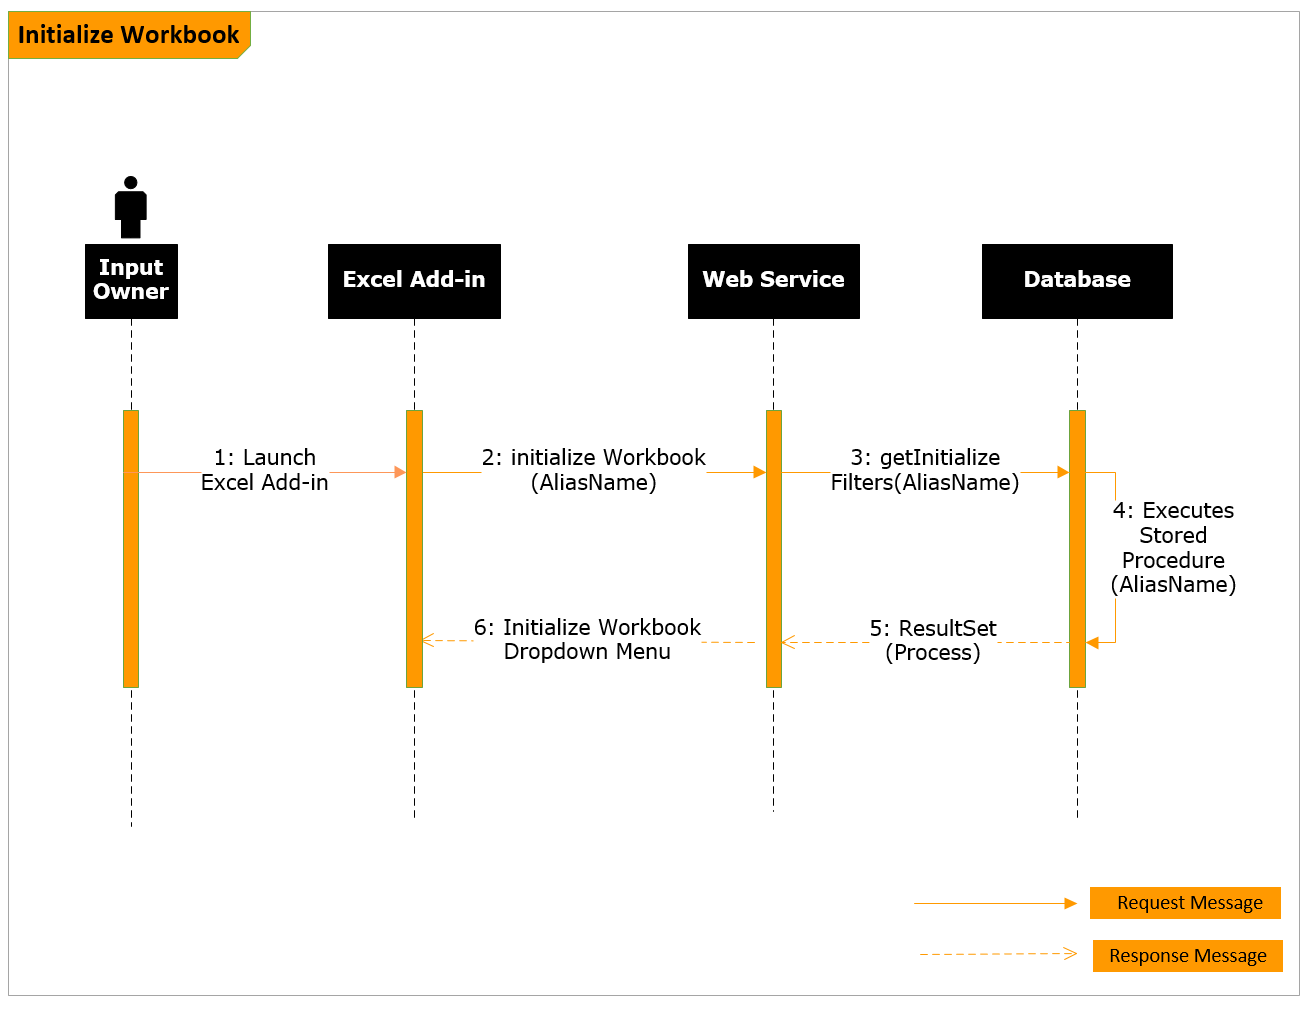 Initialize Workbook
Input
Owner
Excel Add-in
Web Service
Database
1: Launch
Excel Add-in
2: initialize Workbook
(AliasName)
3: getInitialize
Filters(AliasName)
4: Executes
Stored
Procedure
(AliasName)
5: ResultSet
(Process)
6: Initialize Workbook
Dropdown Menu
Request Message
Response Message